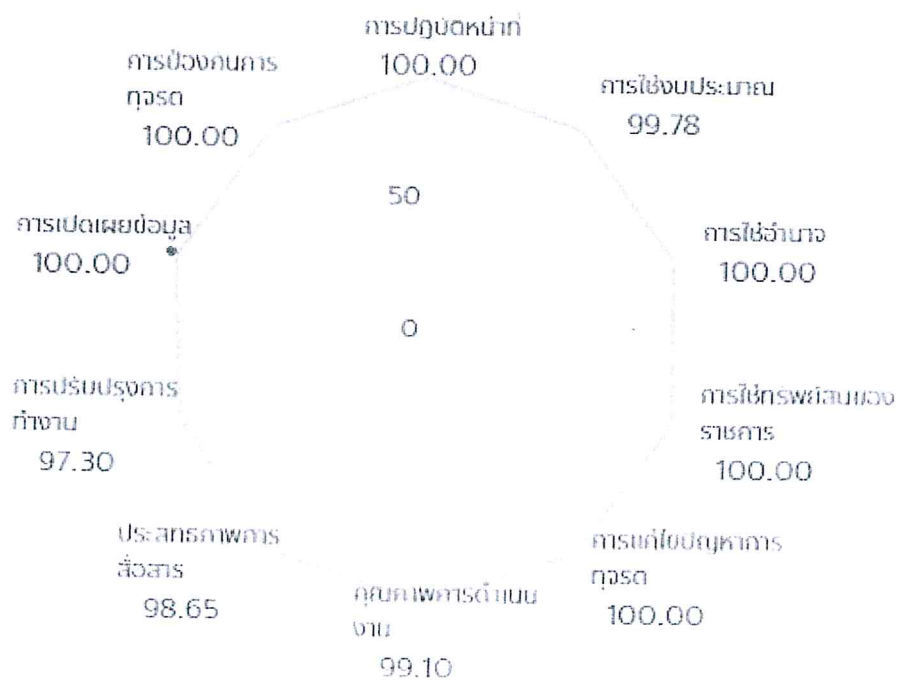 การปฏิบัติหน้าที่
100.00
การใช้งบประมาณ
99.78
การใช้อำนาจ
100.00
การใช้ทรัพย์สินของ
ราชการ
100.00
การแก้ไขปัญหาการ
ทุจริต
100.00
คุณภาพการดำเนิน
งาน
99.10
ประสิทธิภาพการ
สื่อสาร
98.65
การปรับปรุงการ
ทำงาน
97.30
การเปิดเผยข้อมูล
100.00
การป้องกันการ
ทุจริต
100.00
50
0